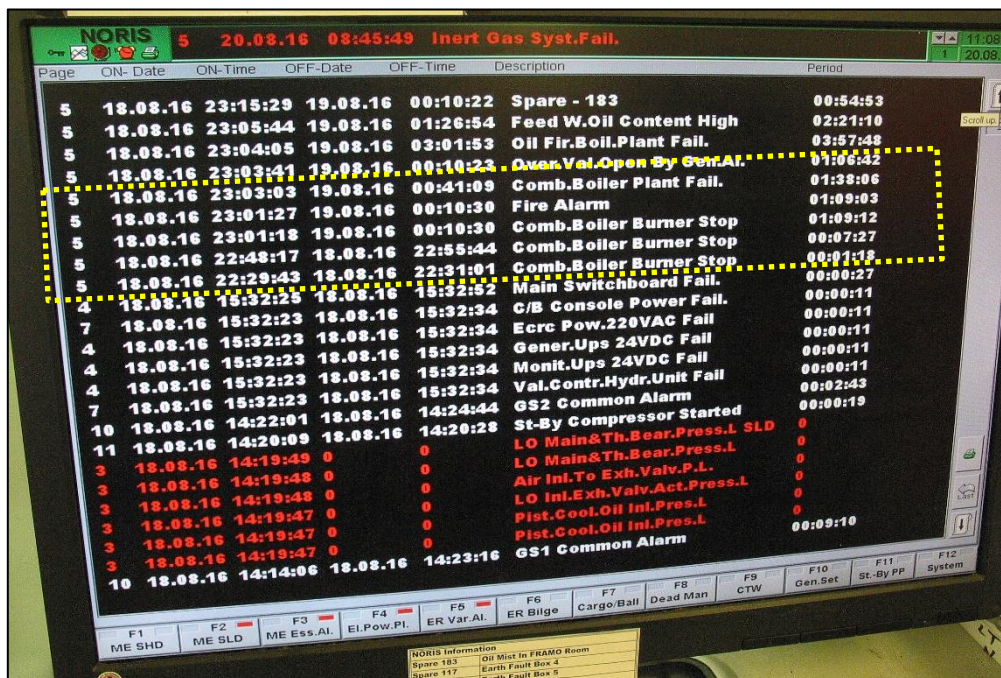 NORIS 5 20.08.16 08:45:49 Inert Gas Syst.Fail. 11:08
1 20.08.
Page ON- Date ON-Time OFF-Date OFF-Time Description Period
5 18.08.16 23:15:29 19.08.16 00:10:22 Spare - 183 00:54:53
Scroll up.
5 18.08.16 23:05:44 19.08.16 01:26:54 Feed W.Oil Content High 02:21:10
5 18.08.16 23:04:05 19.08.16 03:01:53 Oil Fir.Boil.Plant Fail. 03:57:48
5 18.08.16 23:03:41 19.08.16 00:10:23 Over.Val.Open By Gen.Al. 01:06:42
5 18.08.16 23:03:03 19.08.16 00:41:09 Comb.Boiler Plant Fail. 01:38:06
5 18.08.16 23:01:27 19.08.16 00:10:30 Fire Alarm 01:09:03
5 18.08.16 23:01:18 19.08.16 00:10:30 Comb.Boiler Burner Stop 01:09:12
5 18.08.16 22:48:17 18.08.16 22:55:44 Comb.Boiler Burner Stop 00:07:27
5 18.08.16 22:29:43 18.08.16 22:31:01 Comb.Boiler Burner Stop 00:01:18
4 18.08.16 15:32:25 18.08.16 15:32:52 Main Switchboard Fail. 00:00:27
7 18.08.16 15:32:23 18.08.16 15:32:34 C/B Console Power Fail. 00:00:11
4 18.08.16 15:32:23 18.08.16 15:32:34 Ecrc Pow.220VAC Fail 00:00:11
4 18.08.16 15:32:23 18.08.16 15:32:34 Gener.Ups 24VDC Fail 00:00:11
4 18.08.16 15:32:23 18.08.16 15:32:34 Monit.Ups 24VDC Fail 00:00:11
7 18.08.16 15:32:23 18.08.16 15:32:34 Val.Contr.Hydr.Unit Fail 00:00:11
10 18.08.16 14:22:01 18.08.16 14:24:44 GS2 Common Alarm 00:02:43
11 18.08.16 14:20:09 18.08.16 14:20:28 St-By Compressor Started 00:00:19
3 18.08.16 14:19:49 0 0 LO Main&Th.Bear.Press.L SLD 0
3 18.08.16 14:19:48 0 0 LO Main&Th.Bear.Press.L 0
3 18.08.16 14:19:48 0 0 Air Inl.To Exh.Valv.P.L. 0
3 18.08.16 14:19:47 0 0 LO Inl.Exh.Valv.Act.Press.L 0
3 18.08.16 14:19:47 0 0 Pist.Cool.Oil Inl.Pres.L 0
3 18.08.16 14:19:47 0 0 Pist.Cool.Oil Inl.Pres.L 0
10 18.08.16 14:14:06 18.08.16 14:23:16 GS1 Common Alarm 00:09:10
Last
F1 F2 F3 F4 F5 F6 F7 F8 F9 F10 F11 F12
ME SHD ME SLD ME Ess.Al. El.Pow.Pl. ER Var.Al. ER Bilge Cargo/Ball Dead Man CTW Gen.Set St.-By PP System
NORIS Information
Spare 183 Oil Mist In FRAMO Room
Spare 117 Earth Fault Box 4
Earth Fault Box 5